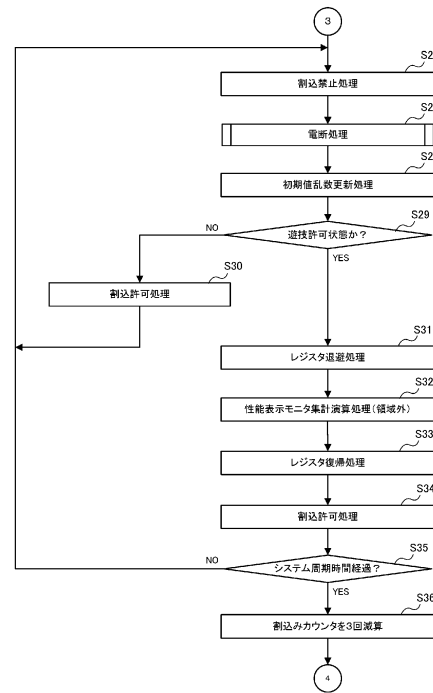 3
S2
割込禁止処理
S2
電断処理
S2
初期値乱数更新処理
S29
遊技許可状態か？
NO
YES
S30
割込許可処理
S31
レジスタ退避処理
S32
性能表示モニタ集計演算処理（領域外）
S33
レジスタ復帰処理
S34
割込許可処理
S35
システム周期時間経過？
NO
YES
S36
割込みカウンタを3回減算
4